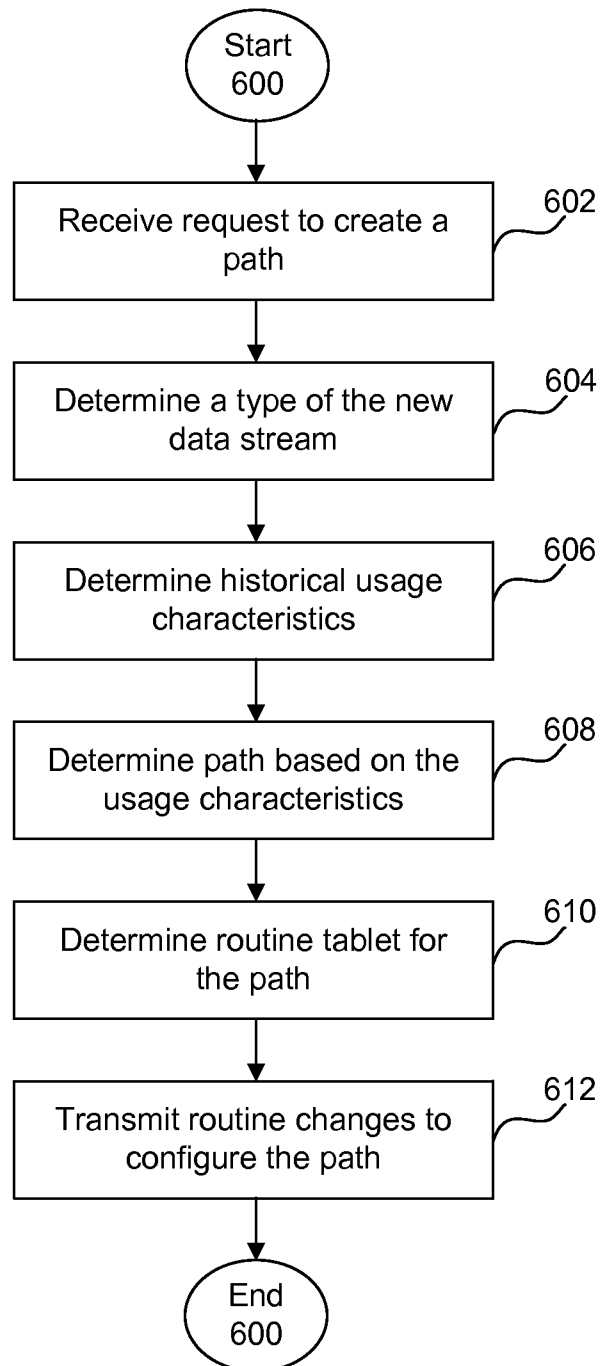 Start
600
Receive request to create a
path
602
Determine a type of the new
data stream
604
Determine historical usage
characteristics
606
Determine path based on the
usage characteristics
608
Determine routine tablet for
the path
610
Transmit routine changes to
configure the path
612
End
600